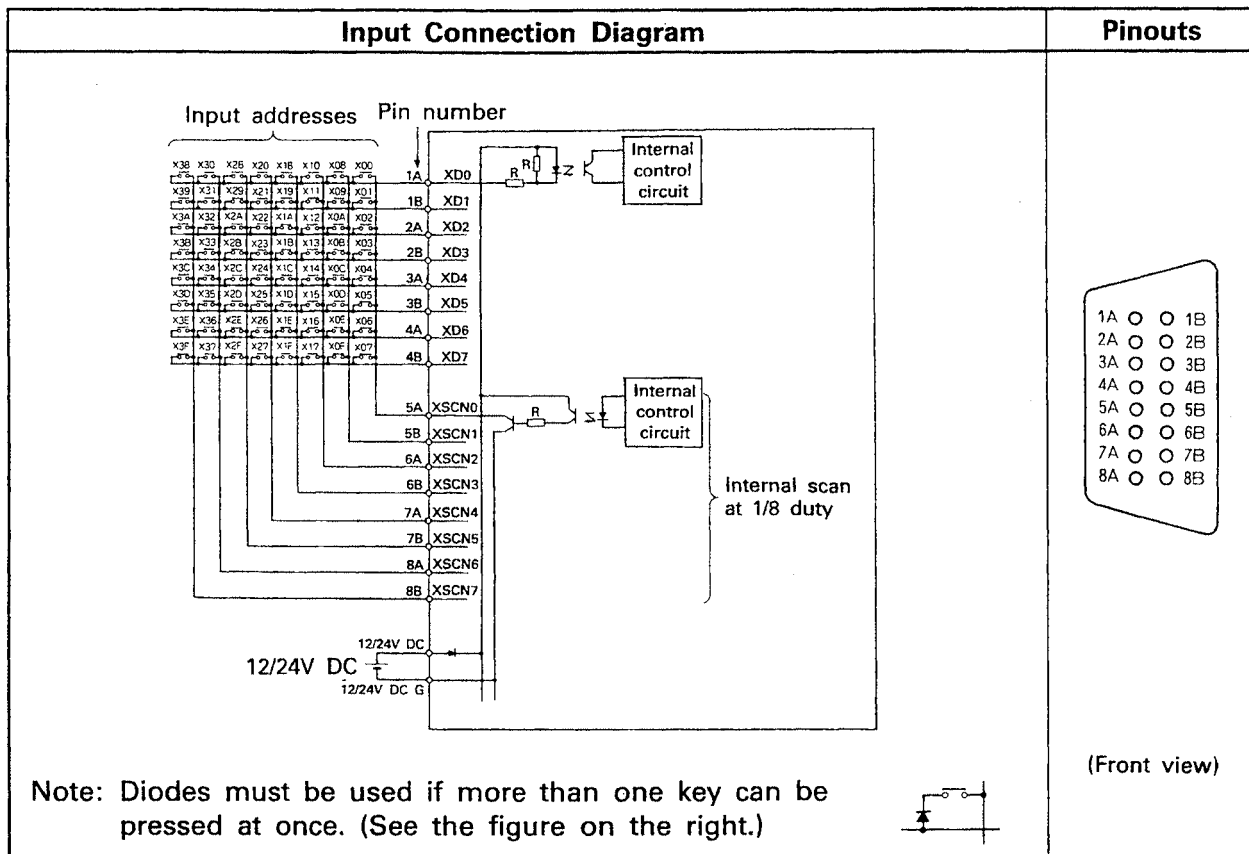 Input Connection Diagram
Pinouts
Input addresses
Pin number
X38 X30 X28 X20 X18 X10 X08 X00
X39 X31 X29 X21 X19 X11 X09 X01
X3A X32 X2A X22 X1A X12 X0A X02
X3B X33 X2B X23 X1B X13 X0B X03
X3C X34 X2C X24 X1C X14 X0C X04
X3D X35 X2D X25 X1D X15 X0D X05
X3E X36 X2E X26 X1E X16 X0E X06
X3F X37 X2F X27 X1F X17 X0F X07
1A XD0
1B XD1
2A XD2
2B XD3
3A XD4
3B XD5
4A XD6
4B XD7
5A XSCN0
5B XSCN1
6A XSCN2
6B XSCN3
7A XSCN4
7B XSCN5
8A XSCN6
8B XSCN7
R
R
Internal
control
circuit
R
Internal
control
circuit
Internal scan
at 1/8 duty
12/24V DC
12/24V DC
12/24V DC G
1A 1B
2A 2B
3A 3B
4A 4B
5A 5B
6A 6B
7A 7B
8A 8B
(Front view)
Note: Diodes must be used if more than one key can be
pressed at once. (See the figure on the right.)